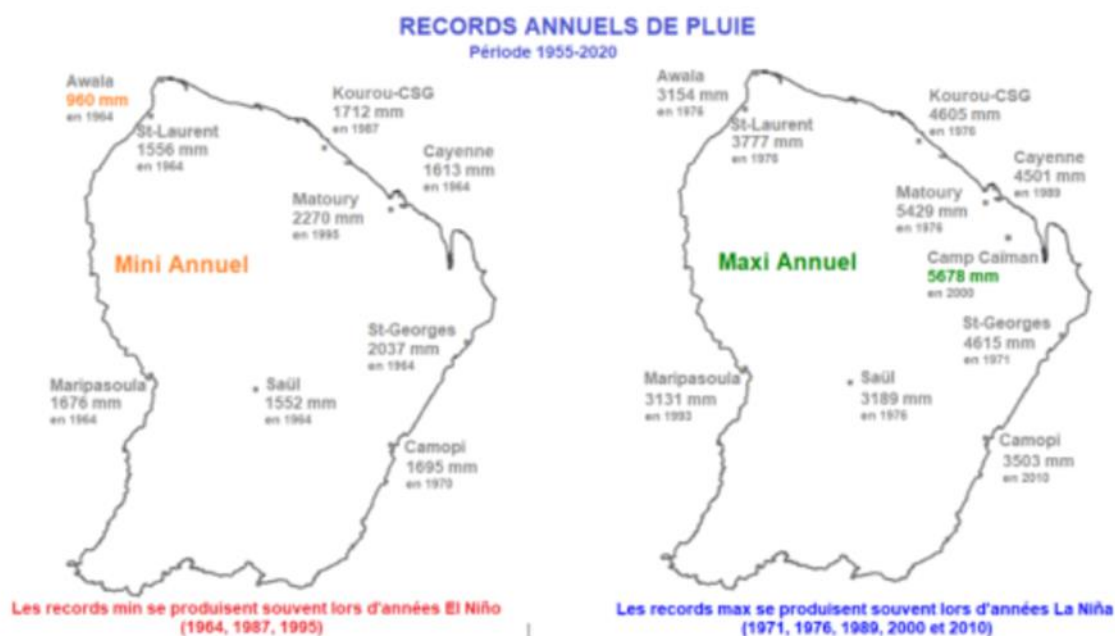 RECORDS ANNUELS DE PLUIE
Période 1955-2020
Awala
960 mm
en 1964
St-Laurent
1556 mm
en 1964
Kourou-CSG
1712 mm
en 1987
Cayenne
1613 mm
en 1964
Matoury
2270 mm
en 1995
Mini Annuel
St-Georges
2037 mm
en 1964
Maripasoula
1676 mm
en 1964
Saül
1552 mm
en 1964
Camopi
1695 mm
en 1970
Les records min se produisent souvent lors d'années El Niño
(1964, 1987, 1995)
Awala
3154 mm
en 1976
St-Laurent
3777 mm
en 1976
Kourou-CSG
4605 mm
en 1976
Cayenne
4501 mm
en 1989
Matoury
5429 mm
en 1976
Camp Caïman
5678 mm
en 2000
Maxi Annuel
St-Georges
4615 mm
en 1971
Maripasoula
3131 mm
en 1993
Saül
3189 mm
en 1976
Camopi
3503 mm
en 2010
Les records max se produisent souvent lors d'années La Niña
(1971, 1976, 1989, 2000 et 2010)